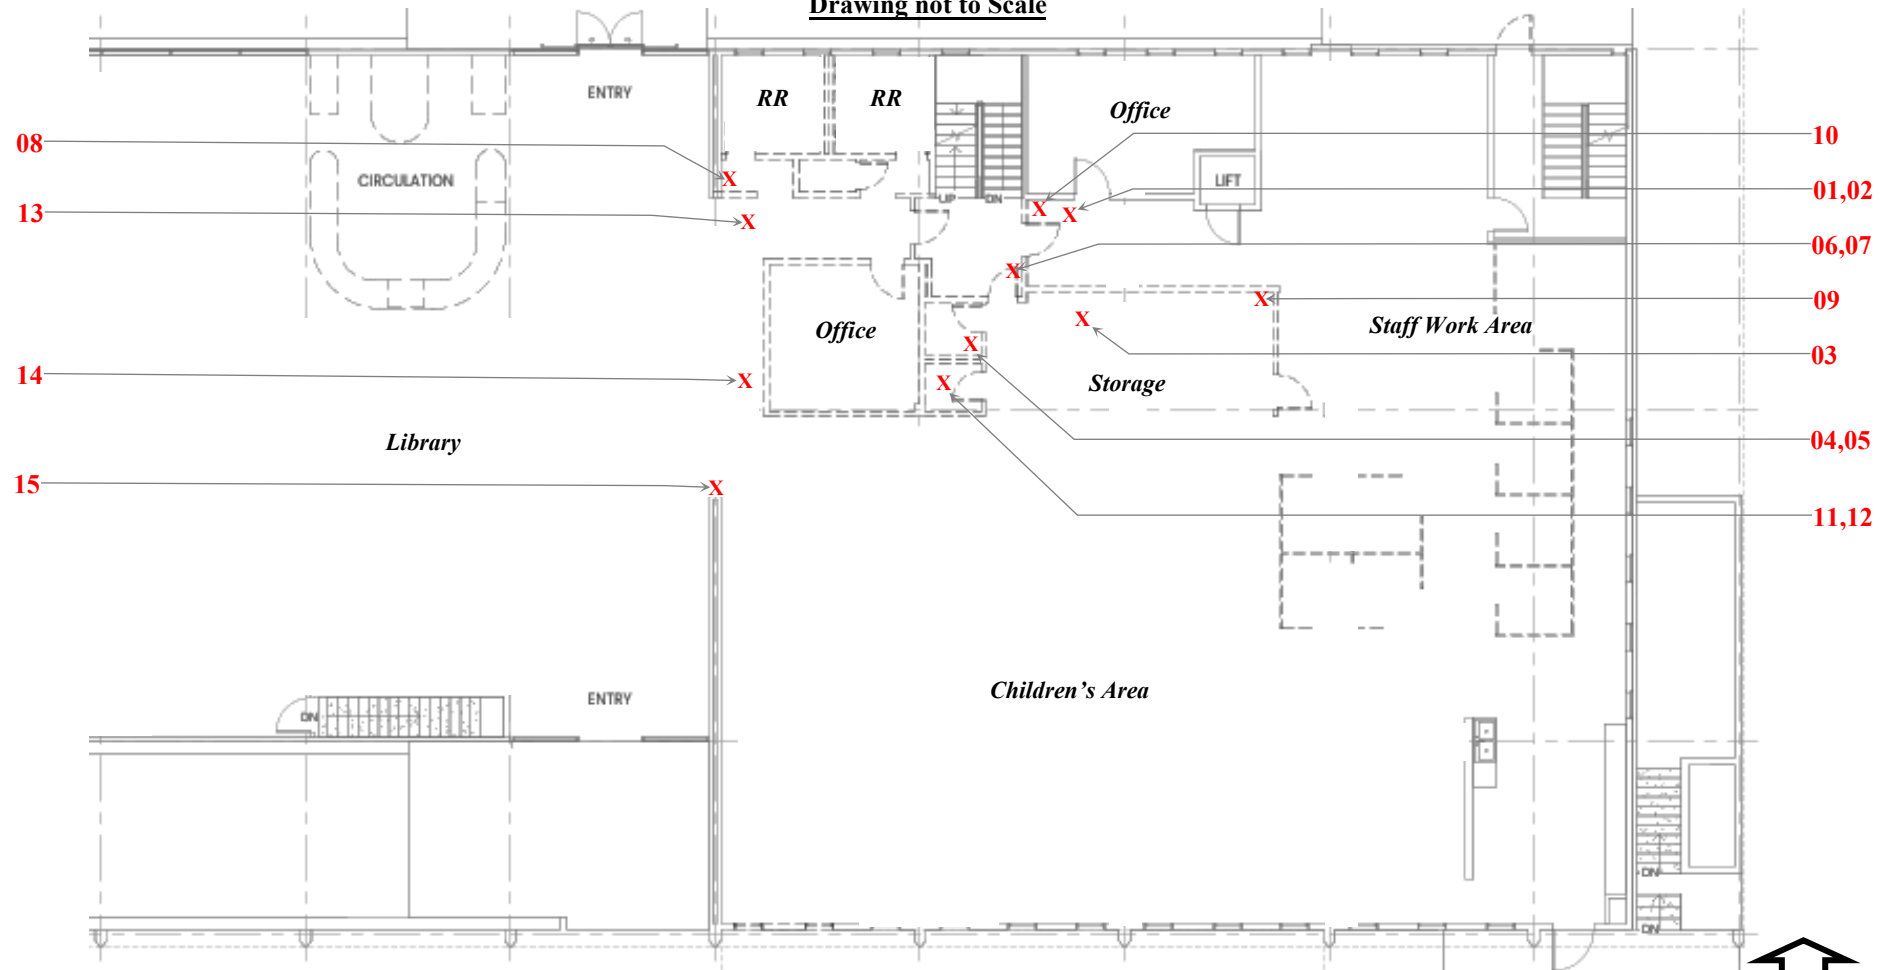 Drawing not to Scale
ENTRY
RR
RR
Office
08
10
CIRCULATION
LIFT
X
01,02
UP
DN
13
X
X
X
06,07
X
09
X
Office
X
Staff Work Area
03
X
14
X
X
Storage
Library
04,05
15
X
11,12
Children's Area
ENTRY
DN
DN
DN